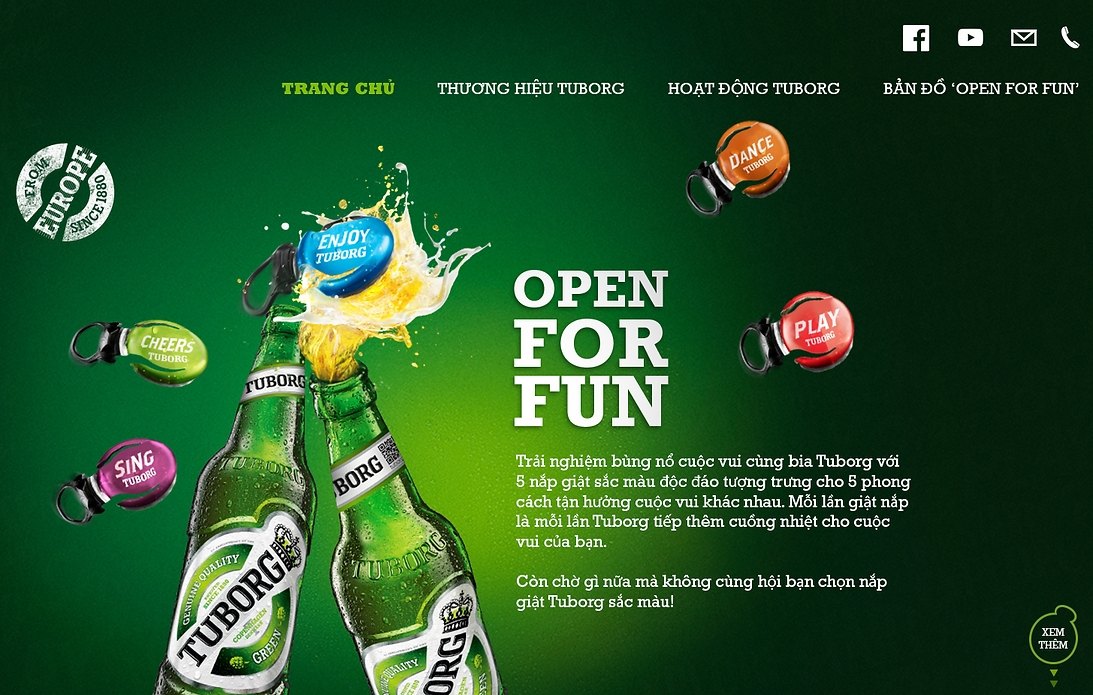 TRANG CHỦ
THƯƠNG HIỆU TUBORG
HOẠT ĐỘNG TUBORG
BẢN ĐỒ ‘OPEN FOR FUN’
FROM
EUROPE
SINCE 1880
DANCE
TUBORG
ENJOY
TUBORG
CHEERS
TUBORG
PLAY
TUBORG
SING
TUBORG
OPEN
FOR
FUN
Trải nghiệm bùng nổ cuộc vui cùng bia Tuborg với
5 nắp giật sắc màu độc đáo tượng trưng cho 5 phong
cách tận hưởng cuộc vui khác nhau. Mỗi lần giật nắp
là mỗi lần Tuborg tiếp thêm cuồng nhiệt cho cuộc
vui của bạn.
Còn chờ gì nữa mà không cùng hội bạn chọn nắp
giật Tuborg sắc màu!
TUBORG
TUBORG
GENUINE QUALITY
TUBORG
GREEN
BORG
TUBORG
QUALITY
BORG
XEM
THÊM